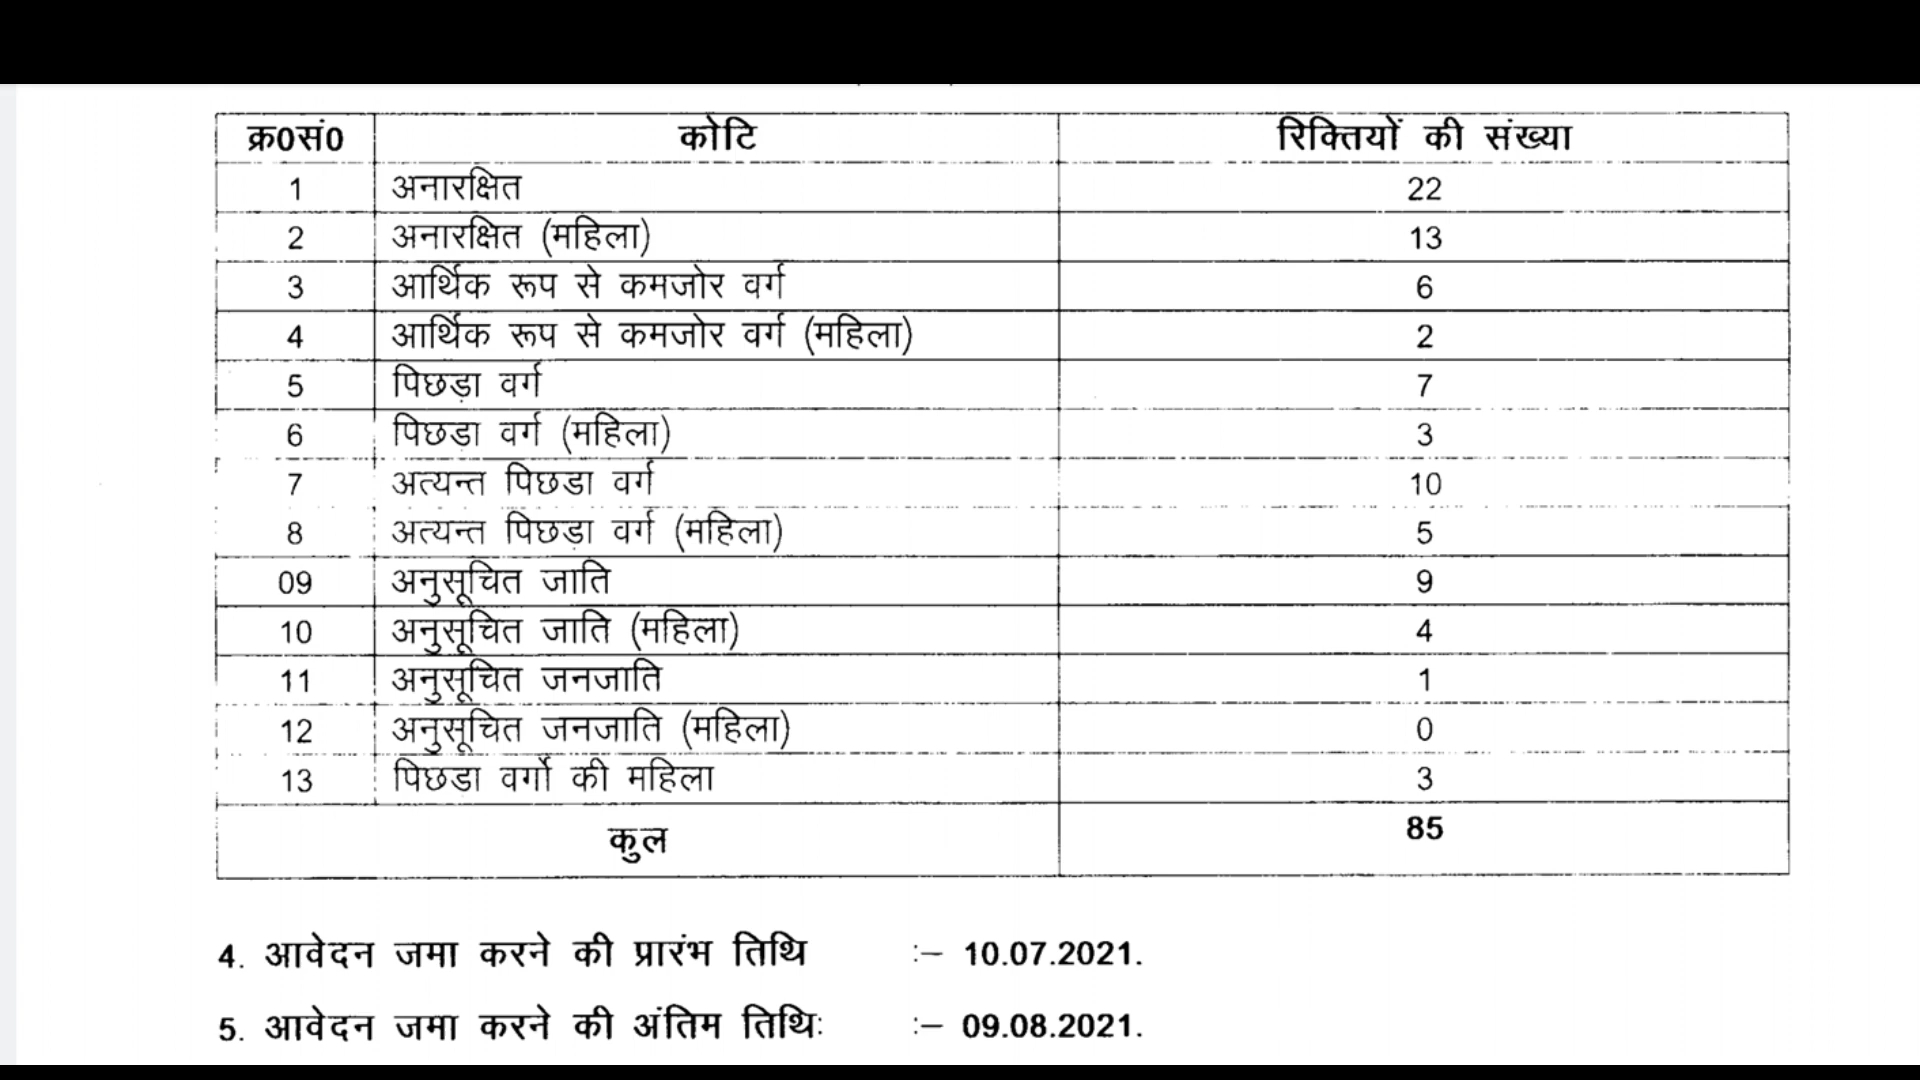 क्र0सं0 कोटि रिक्तियों की संख्या
1 अनारक्षित 22
2 अनारक्षित (महिला) 13
3 आर्थिक रूप से कमजोर वर्ग 6
4 आर्थिक रूप से कमजोर वर्ग (महिला) 2
5 पिछड़ा वर्ग 7
6 पिछडा वर्ग (महिला) 3
7 अत्यन्त पिछडा वर्ग 10
8 अत्यन्त पिछड़ा वर्ग (महिला) 5
09 अनुसूचित जाति 9
10 अनुसूचित जाति (महिला) 4
11 अनुसूचित जनजाति 1
12 अनुसूचित जनजाति (महिला) 0
13 पिछडा वर्गो की महिला 3
कुल 85
4. आवेदन जमा करने की प्रारंभ तिथि :– 10.07.2021.
5. आवेदन जमा करने की अंतिम तिथि: :– 09.08.2021.